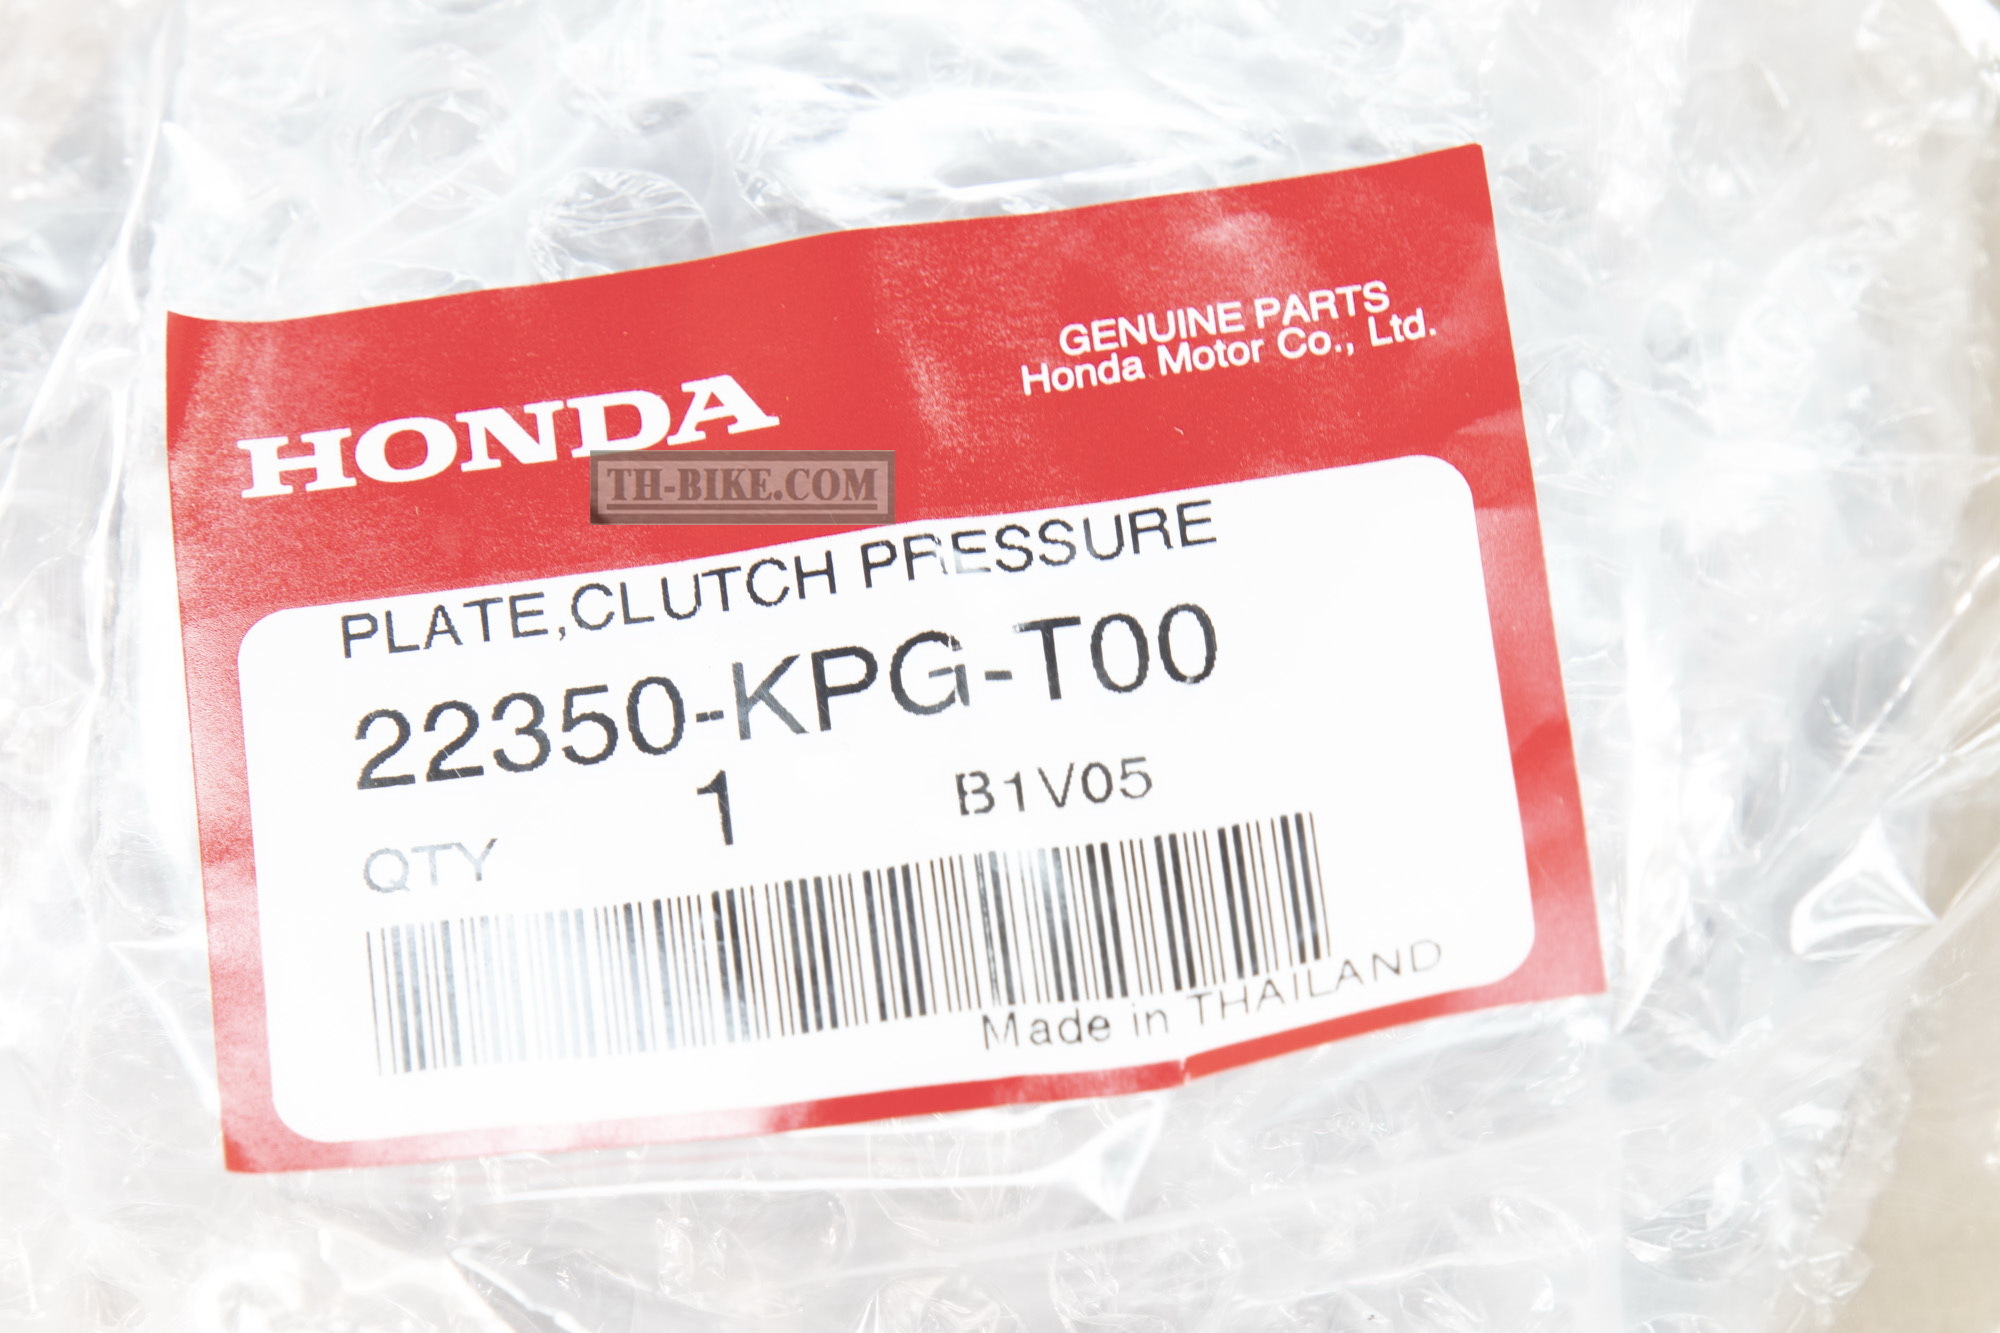 GENUINE PARTS
Honda Motor Co., Ltd.
HONDA
TH-BIKE.COM
PLATE,CLUTCH PRESSURE
22350-KPG-T00
QTY 1 B1V05
Made in THAILAND